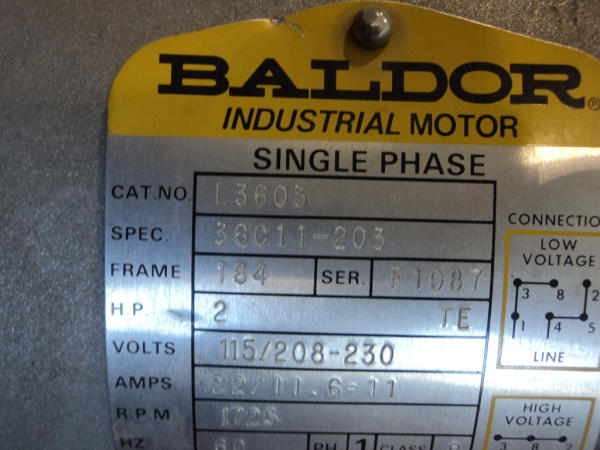 BALDOR ®
INDUSTRIAL MOTOR
SINGLE PHASE
CAT.NO. L3605
SPEC. 36C11-203
FRAME 184 SER. F1087
H.P. 2 TE
VOLTS 115/208-230
AMPS 22/11.6-11
R.P.M. 1725
HZ 60 PH 1 CLASS B
CONNECTIO
LOW
VOLTAGE
3 8 2
1 4 5
LINE
HIGH
VOLTAGE
3 8 2